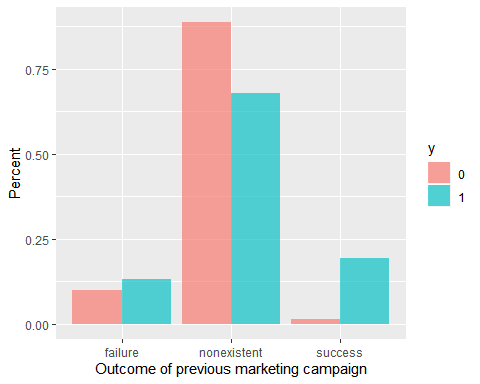 0.75
0.50
0.25
0.00
Percent
failure
nonexistent
success
Outcome of previous marketing campaign
y
0
1